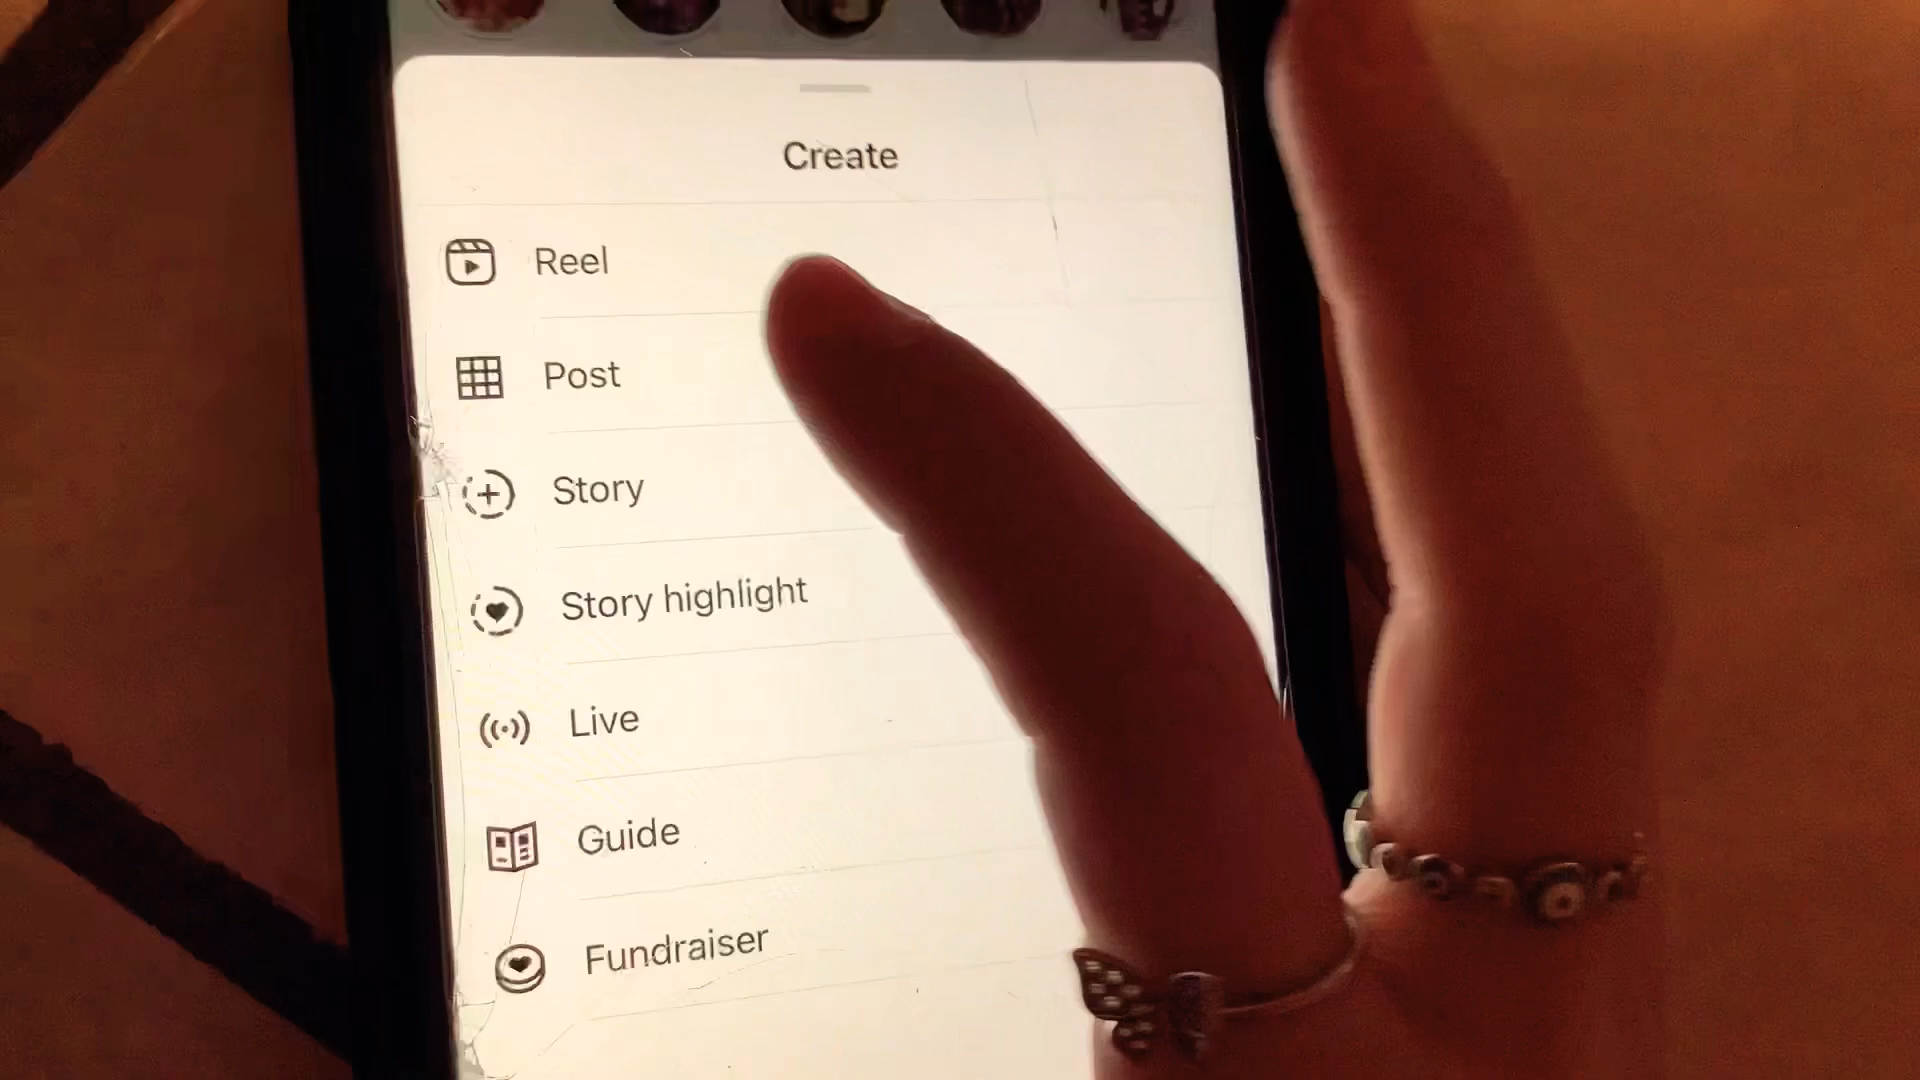 Create
Reel
Post
Story
Story highlight
Live
Guide
Fundraiser